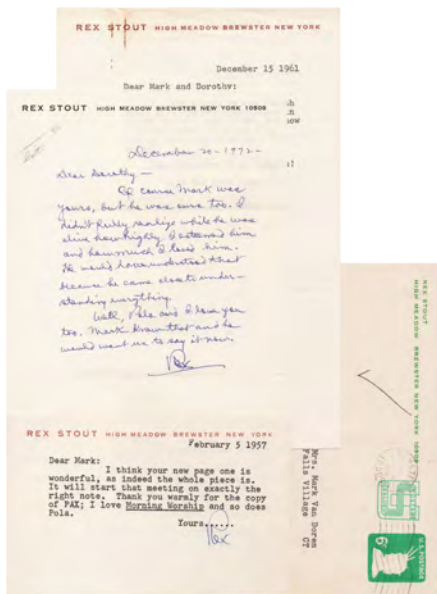 REX STOUT HIGH MEADOW BREWSTER NEW YORK
December 15 1961
Dear Mark and Dorothy:
REX STOUT HIGH MEADOW BREWSTER NEW YORK 10509
December 20-1972-
Dear Dorothy-
Of course Mark was
yours, but he was ours too. I
didn't fully realize while he was
alive how highly I esteemed him
and how much I loved him.
He would have understood that
because he came close to under-
standing everything.
Well, Pola and I love you
too. Mark knew that and he
would want us to say it now.
Rex
REX STOUT HIGH MEADOW BREWSTER NEW YORK
February 5 1957
Dear Mark:
I think your new page one is
wonderful, as indeed the whole piece is.
It will start that meeting on exactly the
right note. Thank you warmly for the copy
of PAX; I love Morning Worship and so does
Pola.
Yours......
Rex
REX STOUT
HIGH MEADOW BREWSTER NEW YORK 10509
Mrs. Mark Van Doren
Falls Village
CT
U.S. POSTAGE
6¢